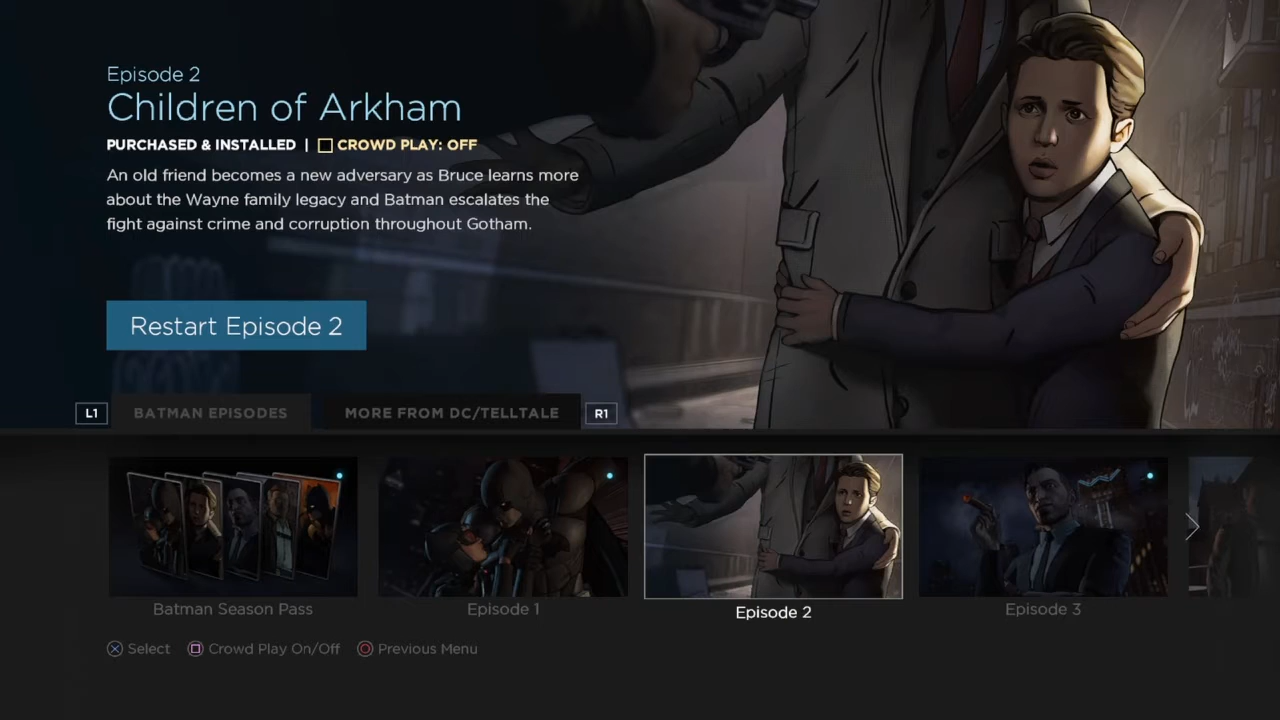 Episode 2
Children of Arkham
PURCHASED & INSTALLED | CROWD PLAY: OFF
An old friend becomes a new adversary as Bruce learns more
about the Wayne family legacy and Batman escalates the
fight against crime and corruption throughout Gotham.
Restart Episode 2
L1 BATMAN EPISODES MORE FROM DC/TELLTALE R1
Batman Season Pass Episode 1 Episode 2 Episode 3
Select Crowd Play On/Off Previous Menu